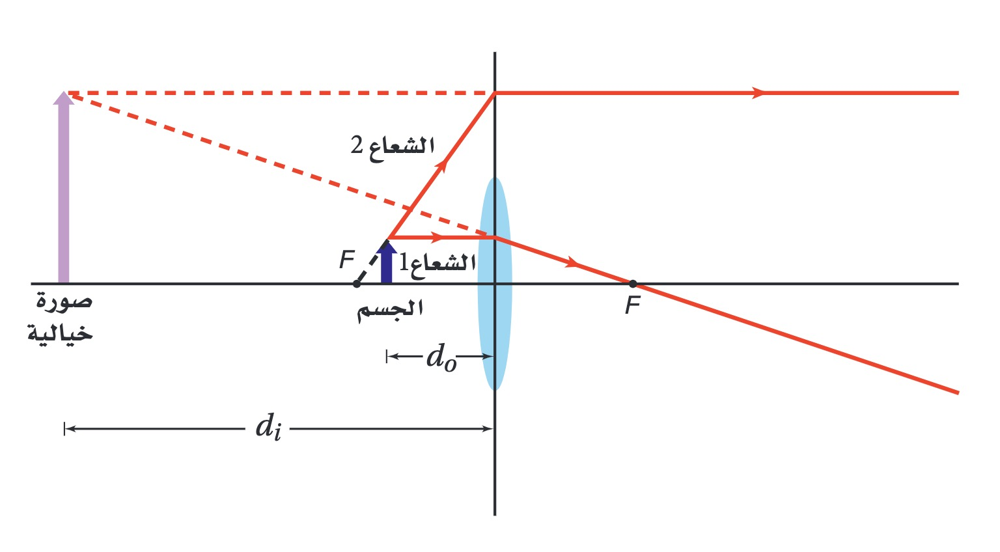 الشعاع 2
F
الشعاع1
F
صورة
خيالية
الجسم
dₒ
dᵢ